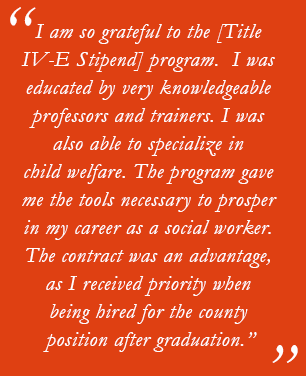 “I am so grateful to the [Title
IV-E Stipend] program.  I was
educated by very knowledgeable
professors and trainers. I was
also able to specialize in
child welfare. The program gave
me the tools necessary to prosper
in my career as a social worker.
The contract was an advantage,
as I received priority when
being hired for the county
position after graduation.”
”